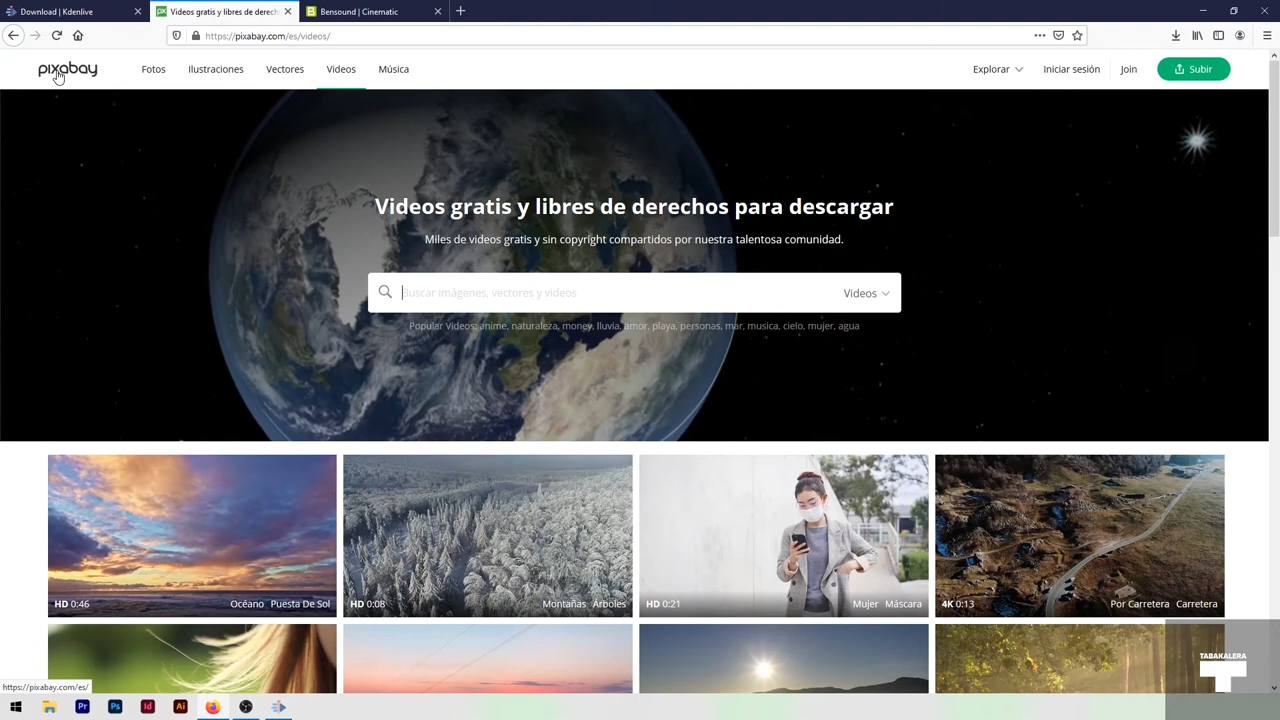 Download | Kdenlive
Videos gratis y libres de derech
Bensound | Cinematic
https://pixabay.com/es/videos/
pixabay
Fotos
Ilustraciones
Vectores
Videos
Música
Explorar
Iniciar sesión
Join
Subir
Videos gratis y libres de derechos para descargar
Miles de videos gratis y sin copyright compartidos por nuestra talentosa comunidad.
Buscar imágenes, vectores y videos
Videos
Popular Videos: anime, naturaleza, money, lluvia, amor, playa, personas, mar, musica, cielo, mujer, agua
HD 0:46
Océano Puesta De Sol
HD 0:08
Montañas Árboles
HD 0:21
Mujer Máscara
4K 0:13
Por Carretera Carretera
TABAKALERA
T
https://pixabay.com/es/
Pr
Ps
Id
Ai